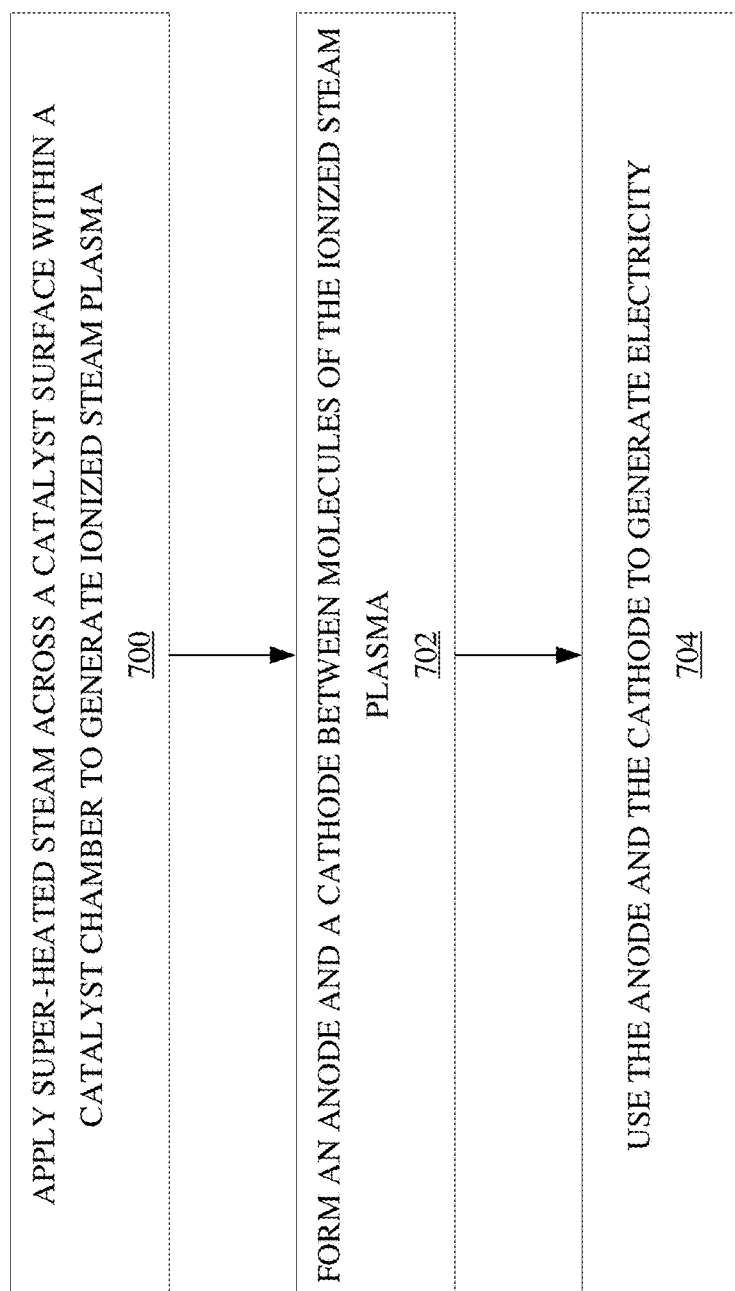 APPLY SUPER-HEATED STEAM ACROSS A CATALYST SURFACE WITHIN A
CATALYST CHAMBER TO GENERATE IONIZED STEAM PLASMA
700
FORM AN ANODE AND A CATHODE BETWEEN MOLECULES OF THE IONIZED STEAM
PLASMA
702
USE THE ANODE AND THE CATHODE TO GENERATE ELECTRICITY
704